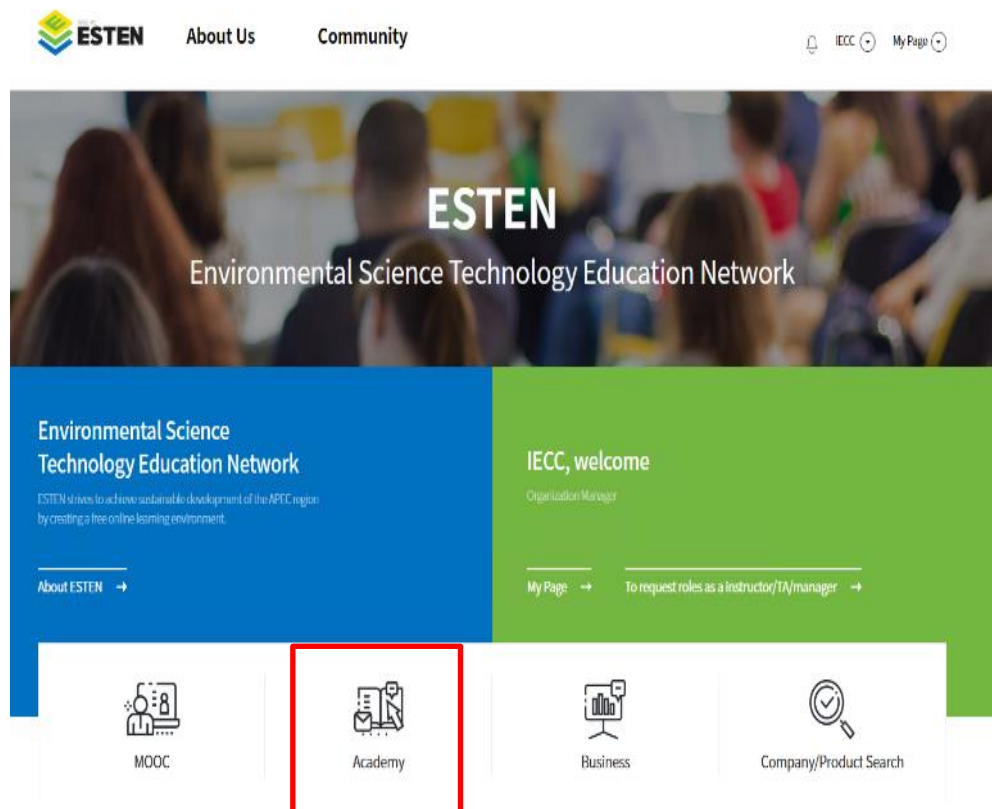 ESTEN
About Us
Community
IECC
My Page
ESTEN
Environmental Science Technology Education Network
Environmental Science
Technology Education Network
ESTEN strives to achieve sustainable development of the APEC region
by creating a free online learning environment.
About ESTEN →
IECC, welcome
Organization Manager
My Page →
To request roles as a instructor/TA/manager →
MOOC
Academy
Business
Company/Product Search